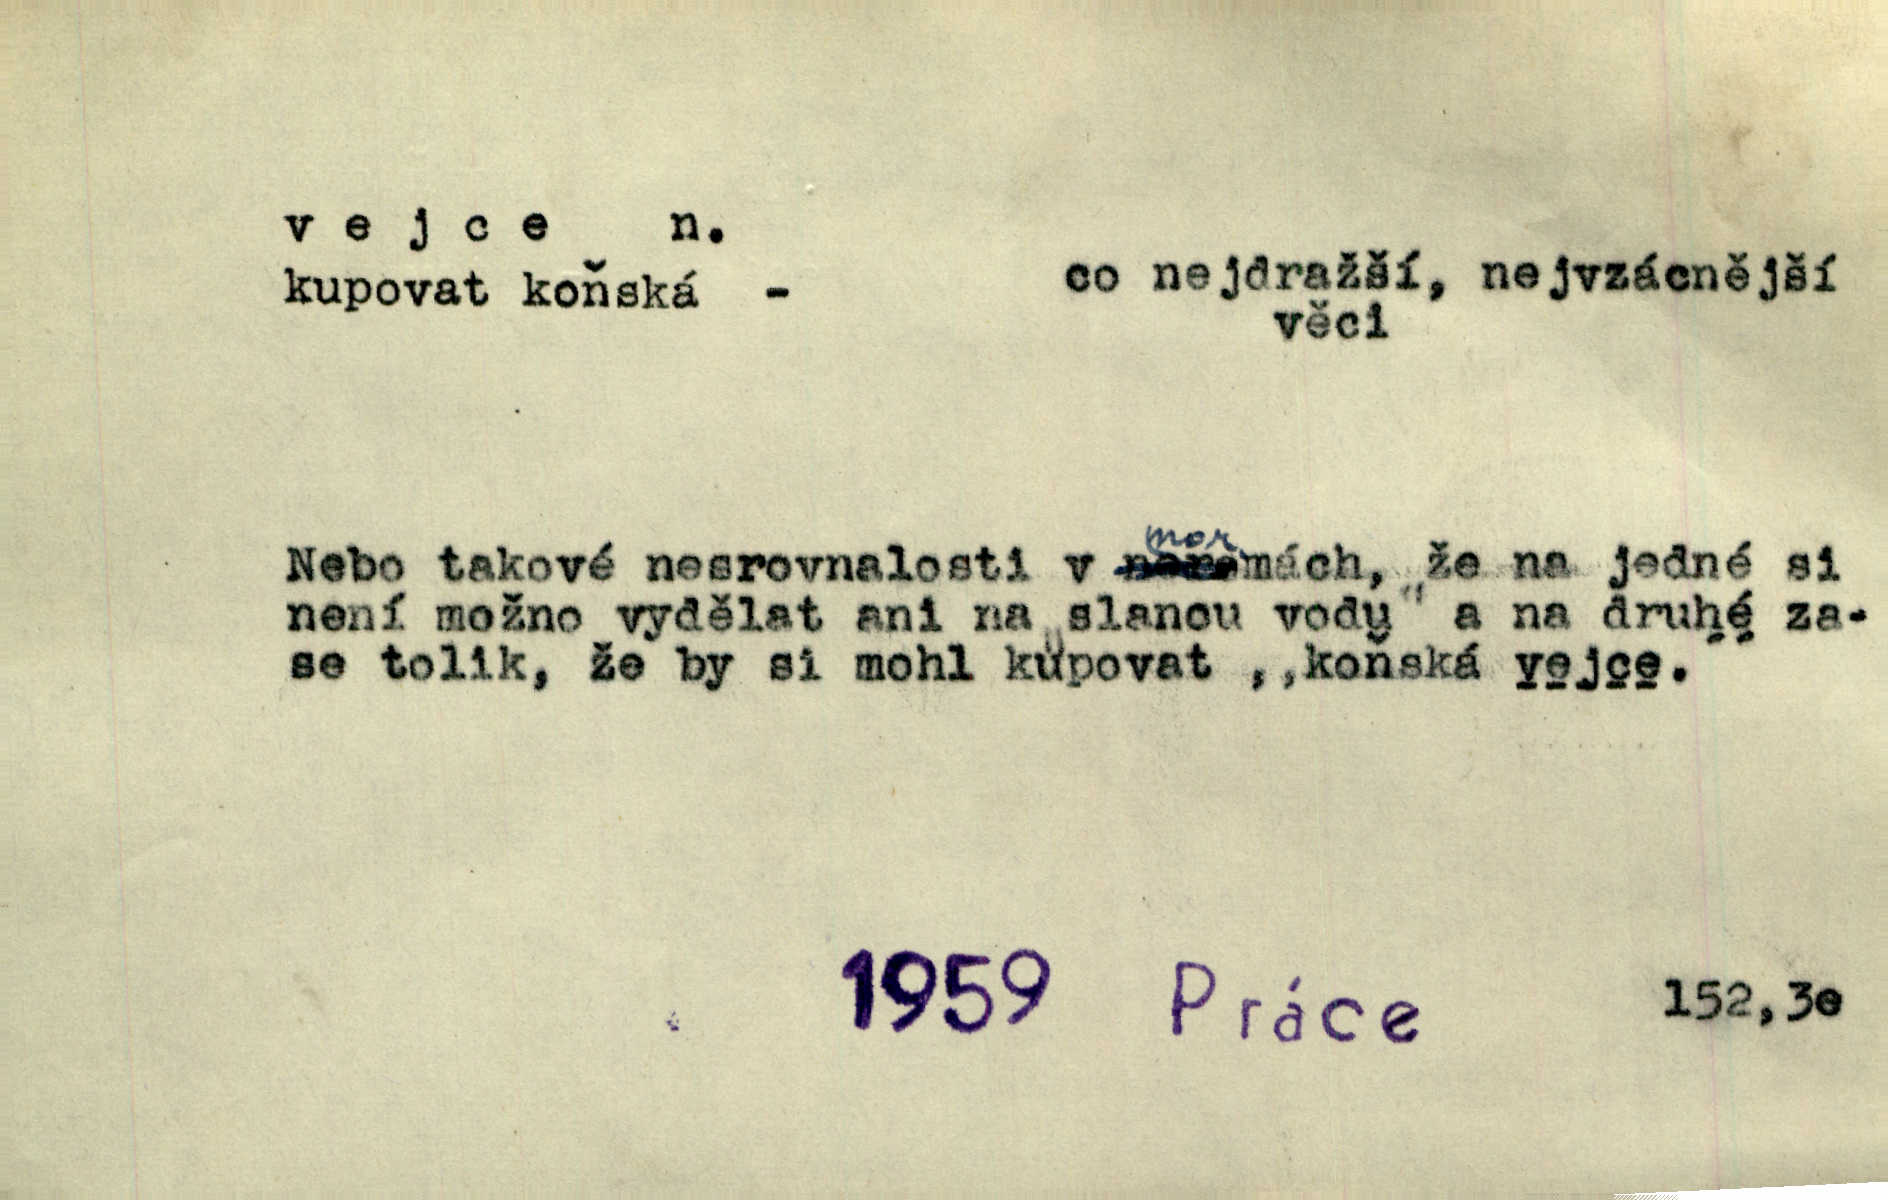 vejce n.
kupovat koňská - co nejdražší, nejvzácnější
věci
Nebo takové nesrovnalosti v normách, že na jedné si
není možno vydělat ani na „slanou vodu" a na druhé za-
se tolik, že by si mohl kupovat ,,koňská vejce."
1959 Práce 152,3e